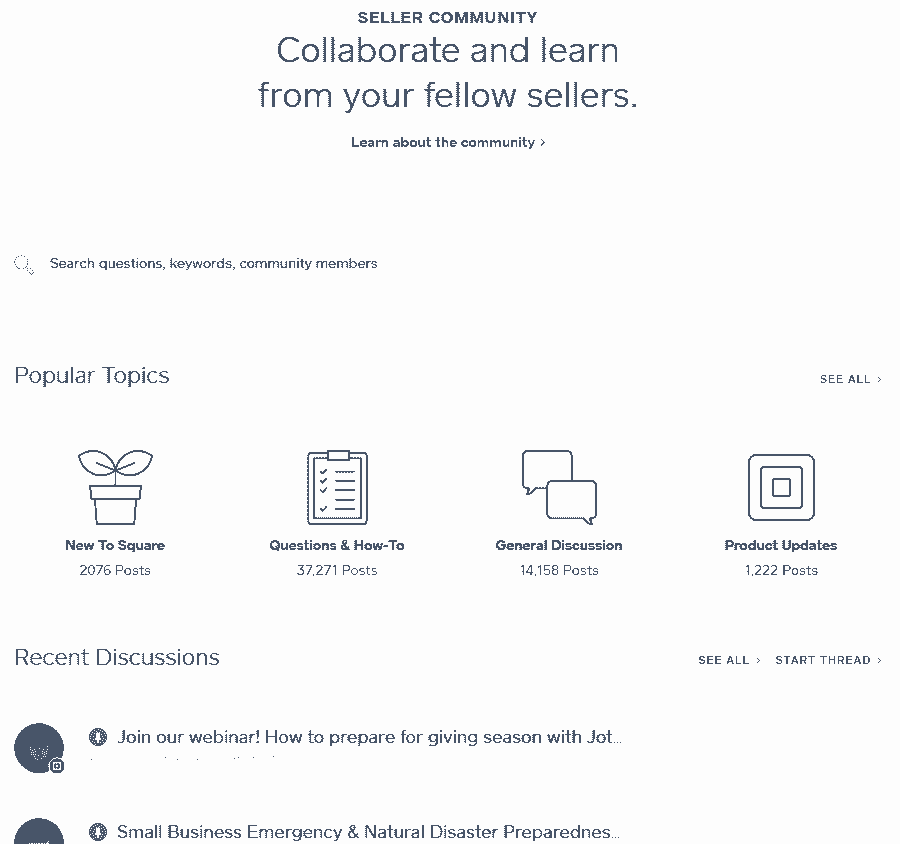 SELLER COMMUNITY
Collaborate and learn
from your fellow sellers.
Learn about the community ›
Search questions, keywords, community members
Popular Topics
SEE ALL ›
New To Square
2076 Posts
Questions & How-To
37,271 Posts
General Discussion
14,158 Posts
Product Updates
1,222 Posts
Recent Discussions
SEE ALL › START THREAD ›
Join our webinar! How to prepare for giving season with Jot...
Small Business Emergency & Natural Disaster Preparednes...